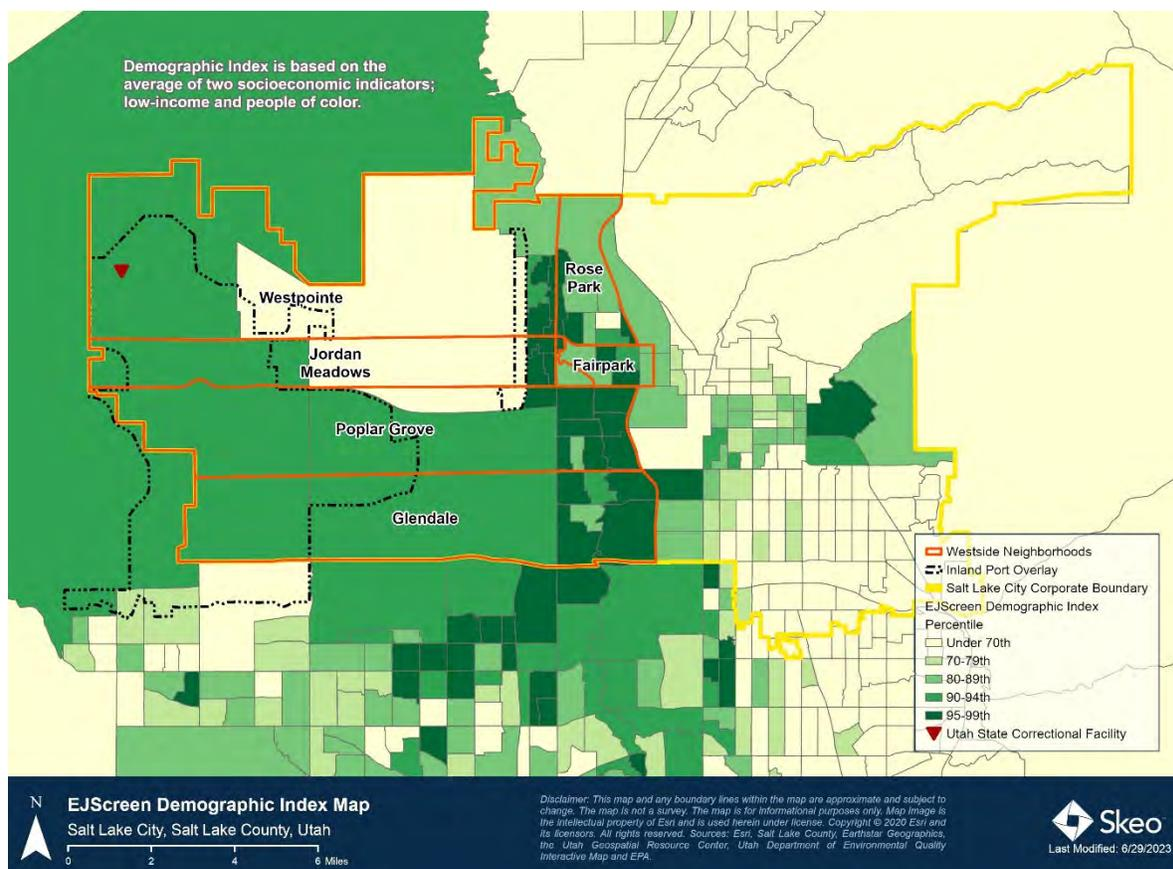 Demographic Index is based on the
average of two socioeconomic indicators;
low-income and people of color.
Rose
Park
Westpointe
Jordan
Meadows
Fairpark
Poplar Grove
Glendale
Westside Neighborhoods
Inland Port Overlay
Salt Lake City Corporate Boundary
EJScreen Demographic Index
Percentile
Under 70th
70-79th
80-89th
90-94th
95-99th
Utah State Correctional Facility
N
EJScreen Demographic Index Map
Salt Lake City, Salt Lake County, Utah
0 2 4 6 Miles
Disclaimer: This map and any boundary lines within the map are approximate and subject to
change. The map is not a survey. The map is for informational purposes only. Map image is
the intellectual property of Esri and is used herein under license. Copyright © 2020 Esri and
its licensors. All rights reserved. Sources: Esri, Salt Lake County, Earthstar Geographics,
the Utah Geospatial Resource Center, Utah Department of Environmental Quality
Interactive Map and EPA.
Skeo
Last Modified: 6/29/2023